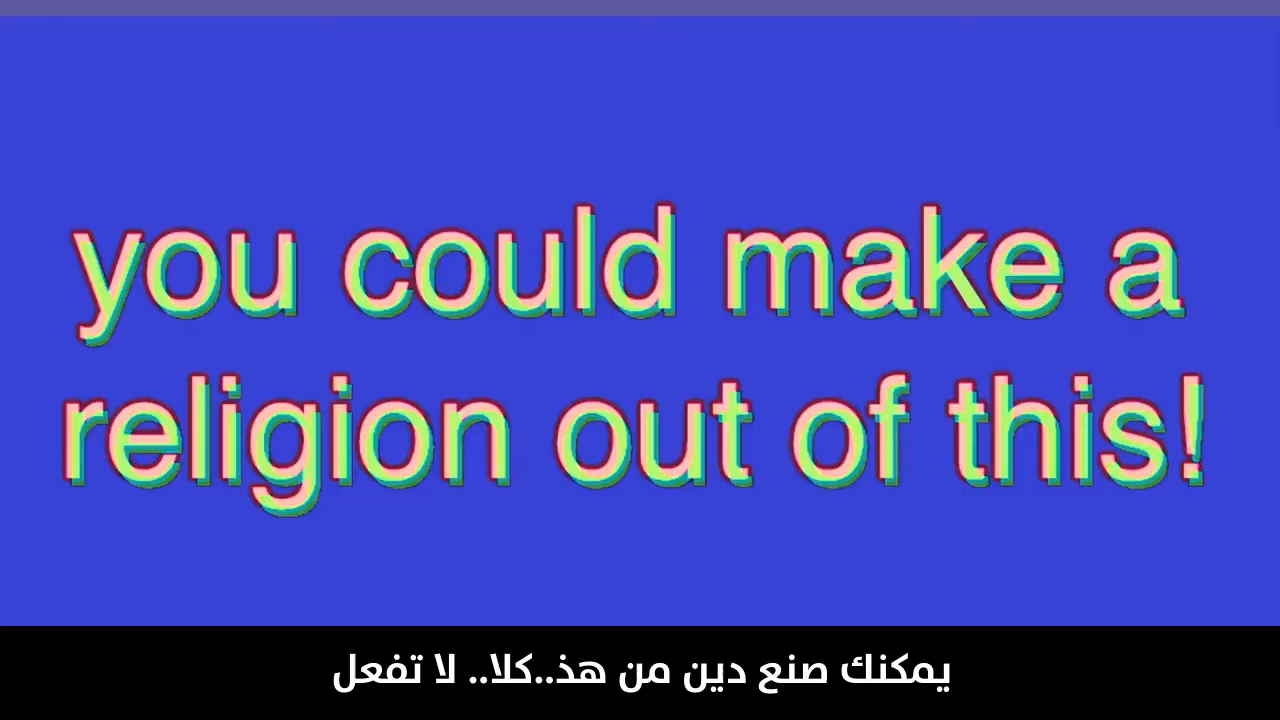 you could make a
religion out of this!
يمكنك صنع دين من هذ..كلا.. لا تفعل